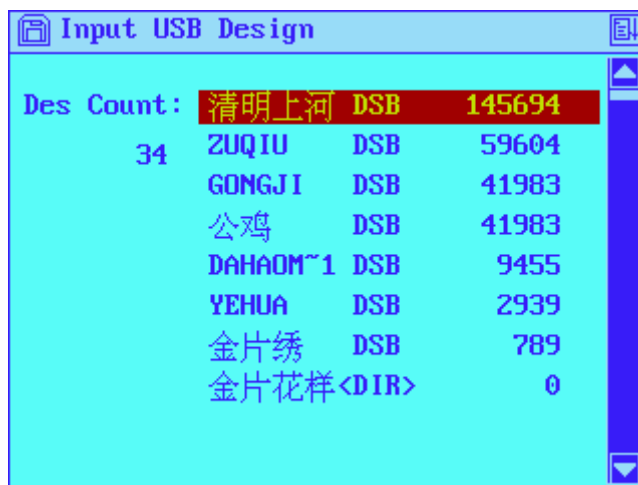 Input USB Design
Des Count: 清明上河 DSB 145694
34 ZUQIU DSB 59604
GONGJI DSB 41983
公鸡 DSB 41983
DAHAOM~1 DSB 9455
YEHUA DSB 2939
金片绣 DSB 789
金片花样<DIR> 0